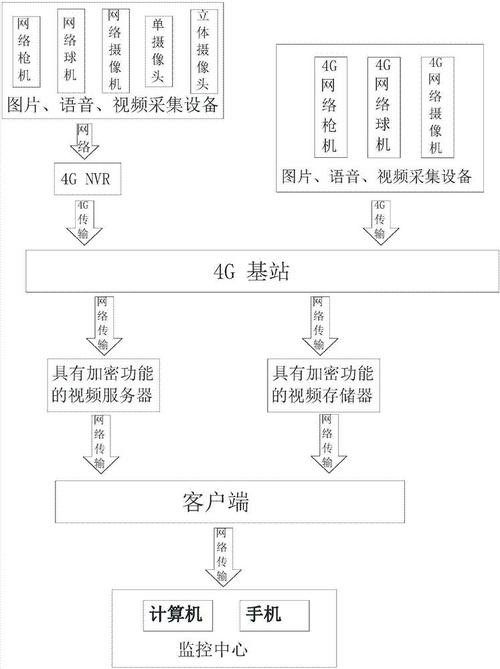 网络枪机
网络球机
网络摄像机
单摄像头
立体摄像头
图片、语音、视频采集设备
4G网络枪机
4G网络球机
4G网络摄像机
图片、语音、视频采集设备
网络
4G NVR
4G传输
4G传输
4G 基站
网络传输
网络传输
具有加密功能
的视频服务器
具有加密功能
的视频存储器
网络传输
网络传输
客户端
网络传输
计算机
手机
监控中心